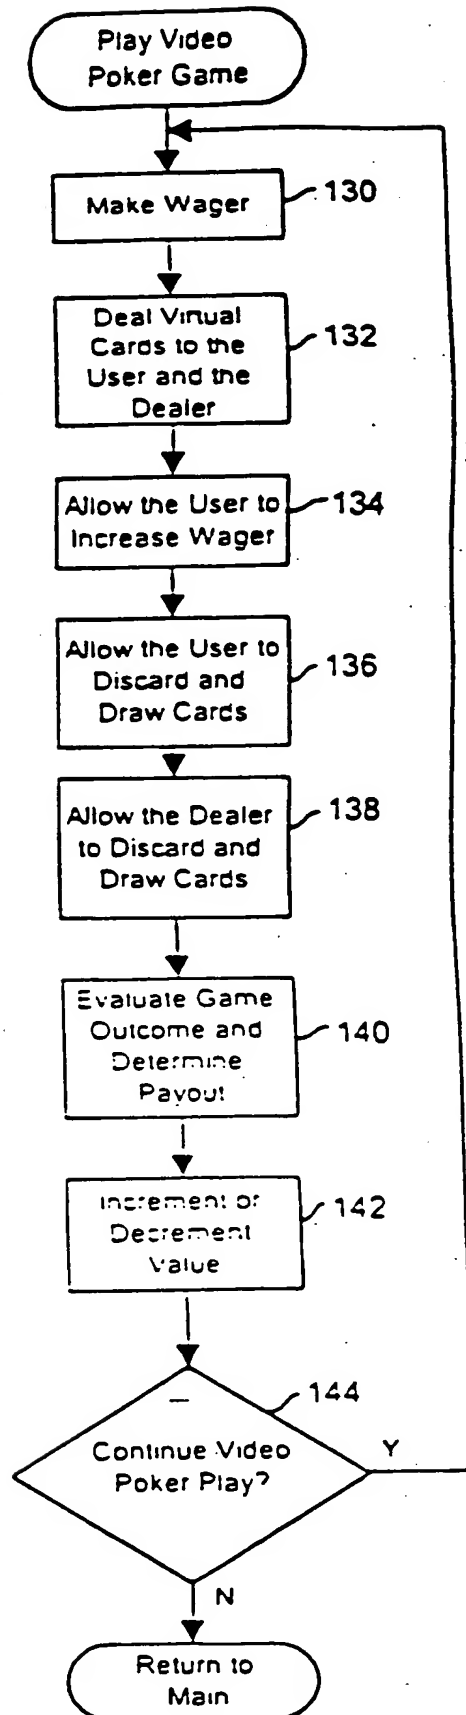 Play Video
Poker Game
Make Wager
130
Deal Virtual
Cards to the
User and the
Dealer
132
Allow the User to
Increase Wager
134
Allow the User to
Discard and
Draw Cards
136
Allow the Dealer
to Discard and
Draw Cards
138
Evaluate Game
Outcome and
Determine
Payout
140
Increment or
Decrement
Value
142
144
Continue Video
Poker Play?
Y
N
Return to
Main